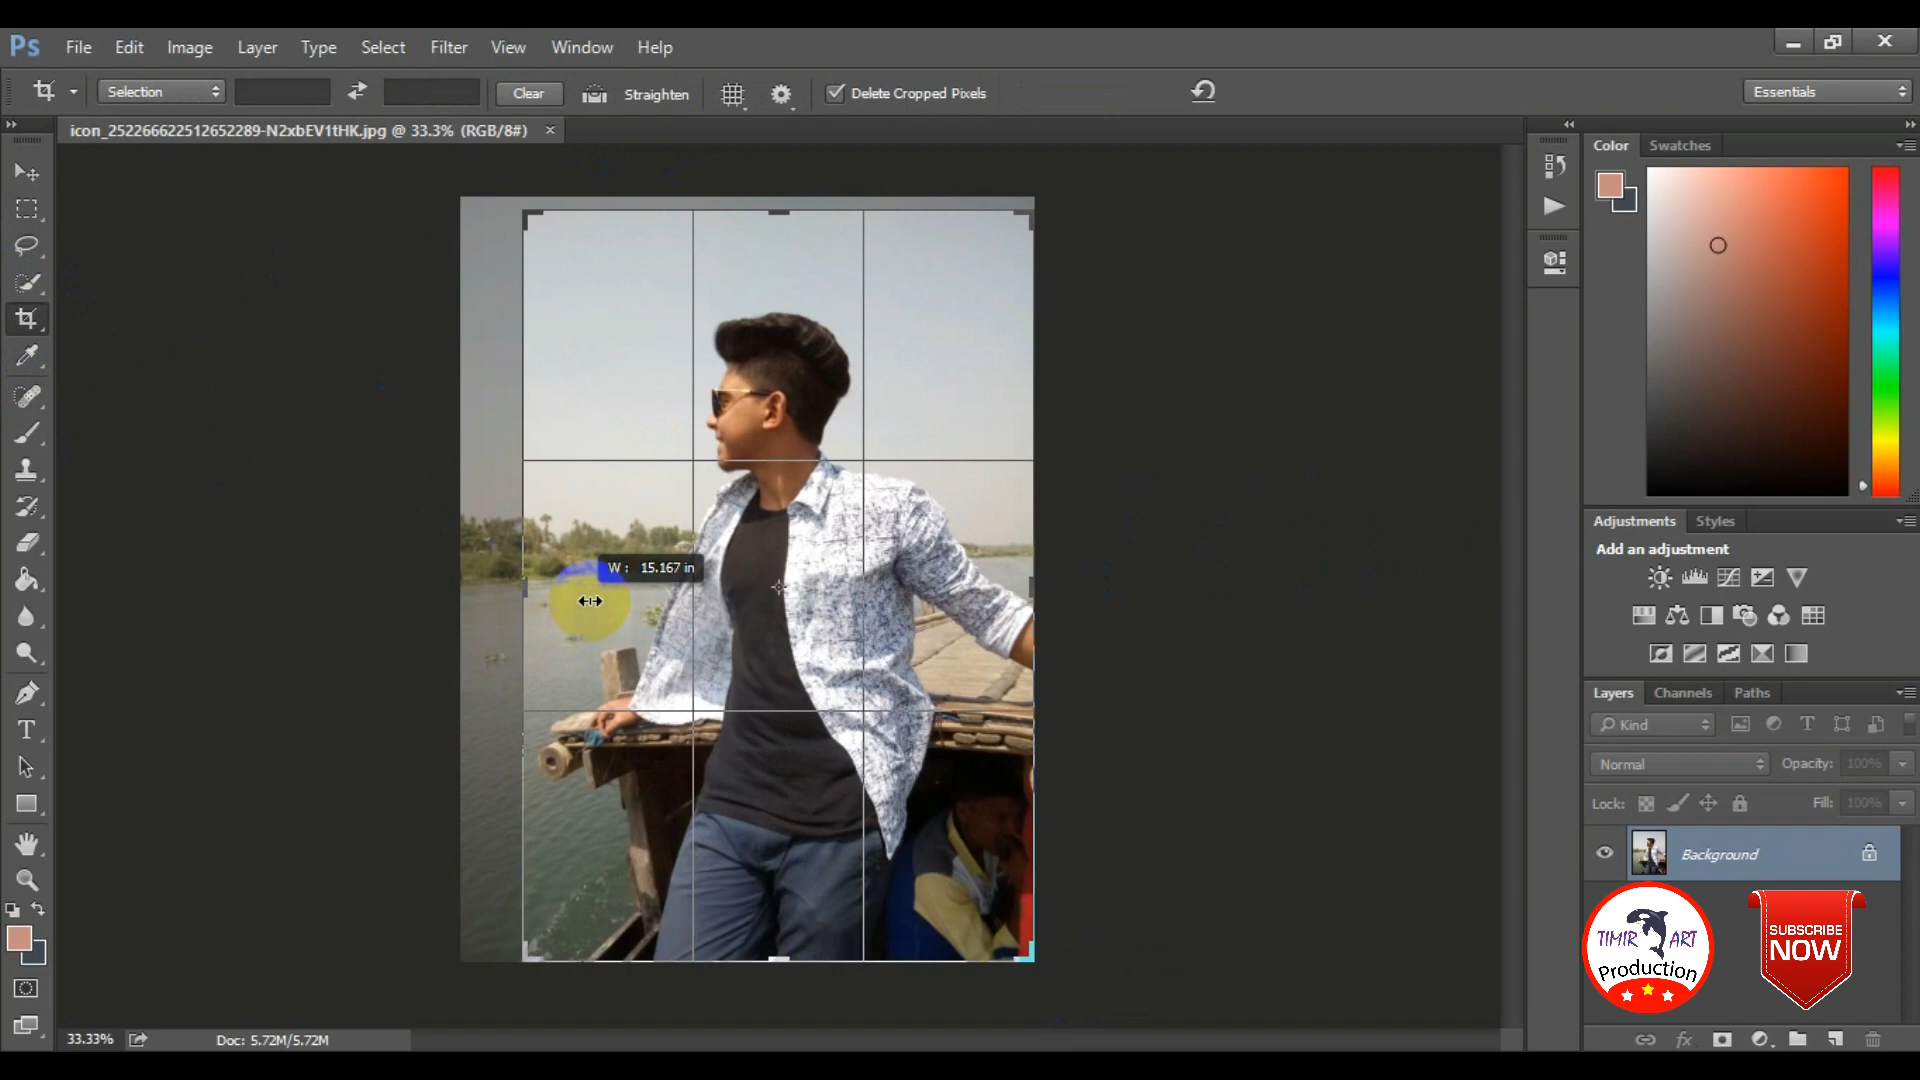 Ps File Edit Image Layer Type Select Filter View Window Help
Selection Clear Straighten Delete Cropped Pixels Essentials
icon_252266622512652289-N2xbEV1tHK.jpg @ 33.3% (RGB/8#) ×
Color Swatches
W : 15.167 in
Adjustments Styles
Add an adjustment
Layers Channels Paths
Kind T
Normal Opacity: 100%
Lock: Fill: 100%
Background
TIMIR ART
Production
SUBSCRIBE
NOW
33.33% Doc: 5.72M/5.72M
fx